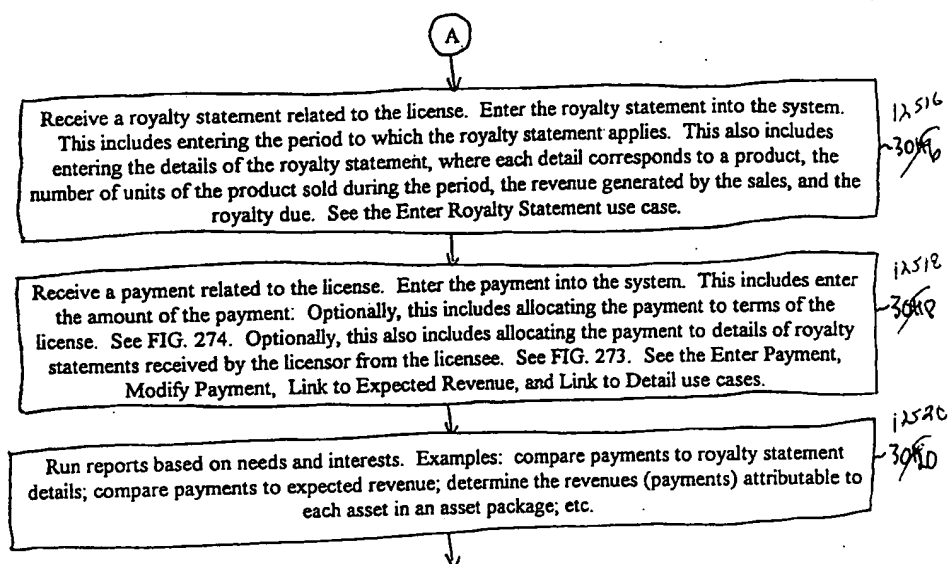 A
Receive a royalty statement related to the license. Enter the royalty statement into the system.
This includes entering the period to which the royalty statement applies. This also includes
entering the details of the royalty statement, where each detail corresponds to a product, the
number of units of the product sold during the period, the revenue generated by the sales, and the
royalty due. See the Enter Royalty Statement use case.
12516
Receive a payment related to the license. Enter the payment into the system. This includes enter
the amount of the payment: Optionally, this includes allocating the payment to terms of the
license. See FIG. 274. Optionally, this also includes allocating the payment to details of royalty
statements received by the licensor from the licensee. See FIG. 273. See the Enter Payment,
Modify Payment, Link to Expected Revenue, and Link to Detail use cases.
12518
Run reports based on needs and interests. Examples: compare payments to royalty statement
details; compare payments to expected revenue; determine the revenues (payments) attributable to
each asset in an asset package; etc.
12520